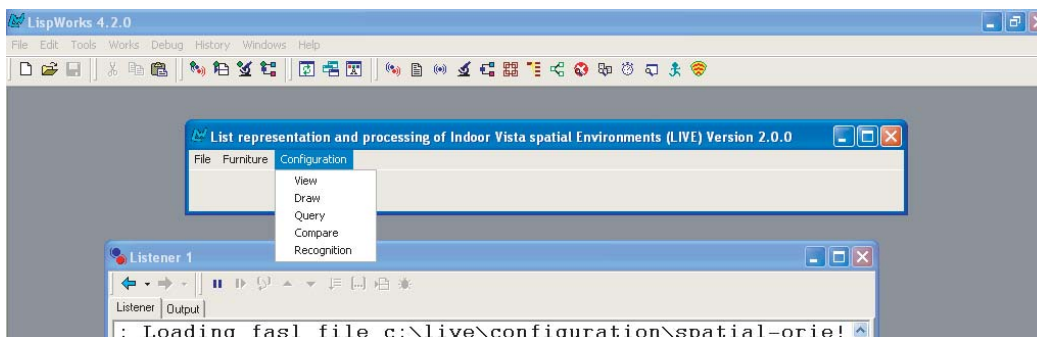 LispWorks 4.2.0
File Edit Tools Works Debug History Windows Help
List representation and processing of Indoor Vista spatial Environments (LIVE) Version 2.0.0
File Furniture Configuration
View
Draw
Query
Compare
Recognition
Listener 1
Listener Output
; Loading fasl file c:\live\configuration\spatial-orie!